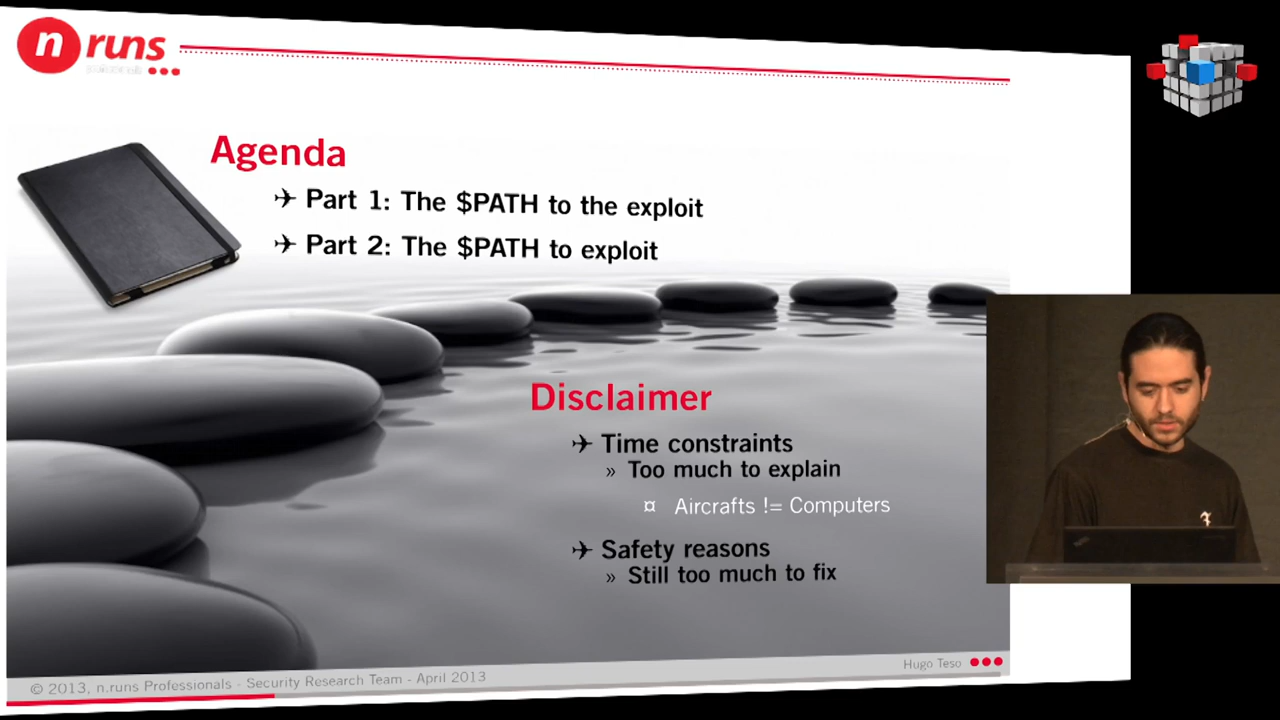 n runs
Agenda
✈ Part 1: The $PATH to the exploit
✈ Part 2: The $PATH to exploit
Disclaimer
✈ Time constraints
» Too much to explain
¤ Aircrafts != Computers
✈ Safety reasons
» Still too much to fix
Hugo Teso
© 2013, n.runs Professionals - Security Research Team - April 2013